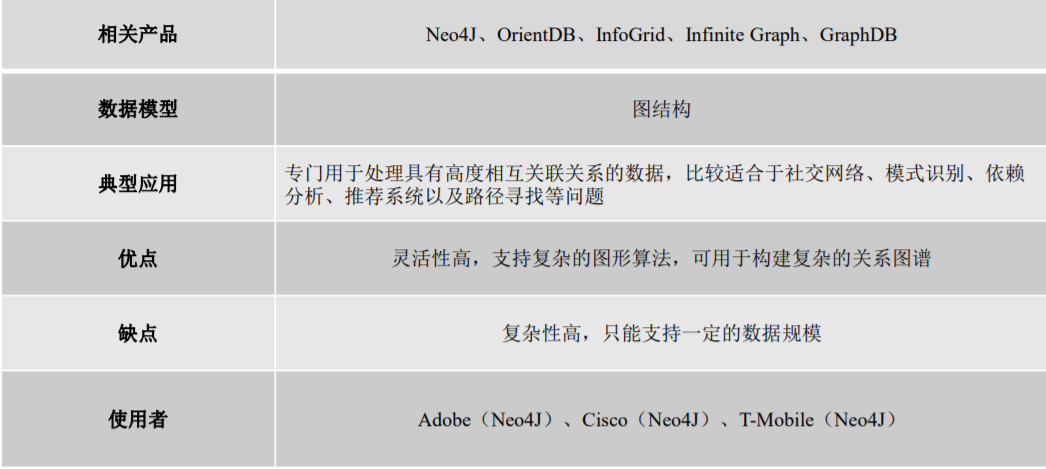 相关产品
Neo4J、OrientDB、InfoGrid、Infinite Graph、GraphDB
数据模型
图结构
典型应用
专门用于处理具有高度相互关联关系的数据，比较适合于社交网络、模式识别、依赖
分析、推荐系统以及路径寻找等问题
优点
灵活性高，支持复杂的图形算法，可用于构建复杂的关系图谱
缺点
复杂性高，只能支持一定的数据规模
使用者
Adobe（Neo4J）、Cisco（Neo4J）、T-Mobile（Neo4J）